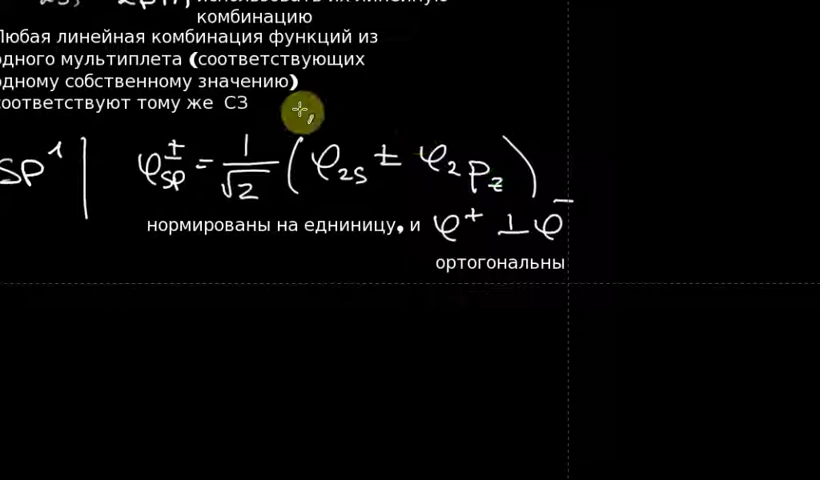 комбинацию
Любая линейная комбинация функций из
одного мультиплета (соответствующих
одному собственному значению)
соответствуют тому же СЗ
sp¹ | φ±sp = 1/√2 (φ2s ± φ2pz)
нормированы на едниницу, и φ⁺ ⊥ φ⁻
ортогональны